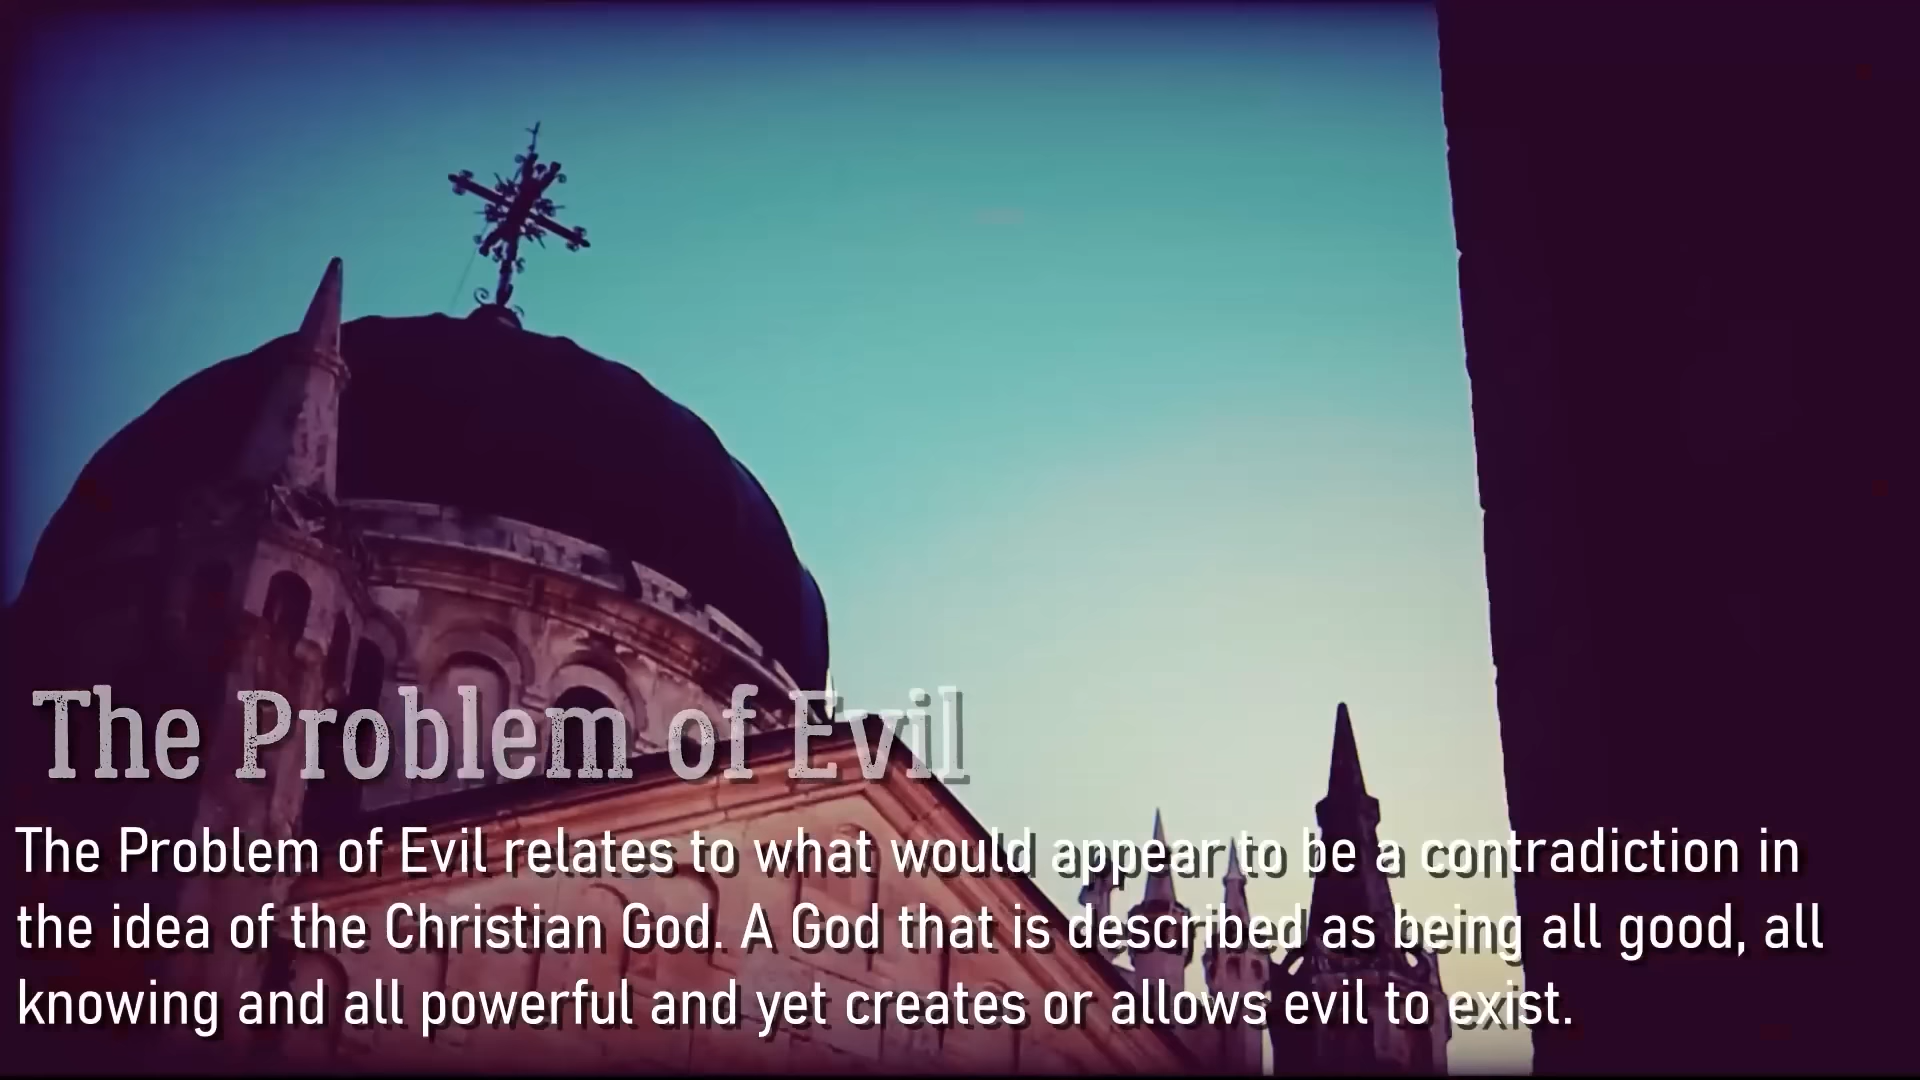 The Problem of Evil
The Problem of Evil relates to what would appear to be a contradiction in
the idea of the Christian God. A God that is described as being all good, all
knowing and all powerful and yet creates or allows evil to exist.